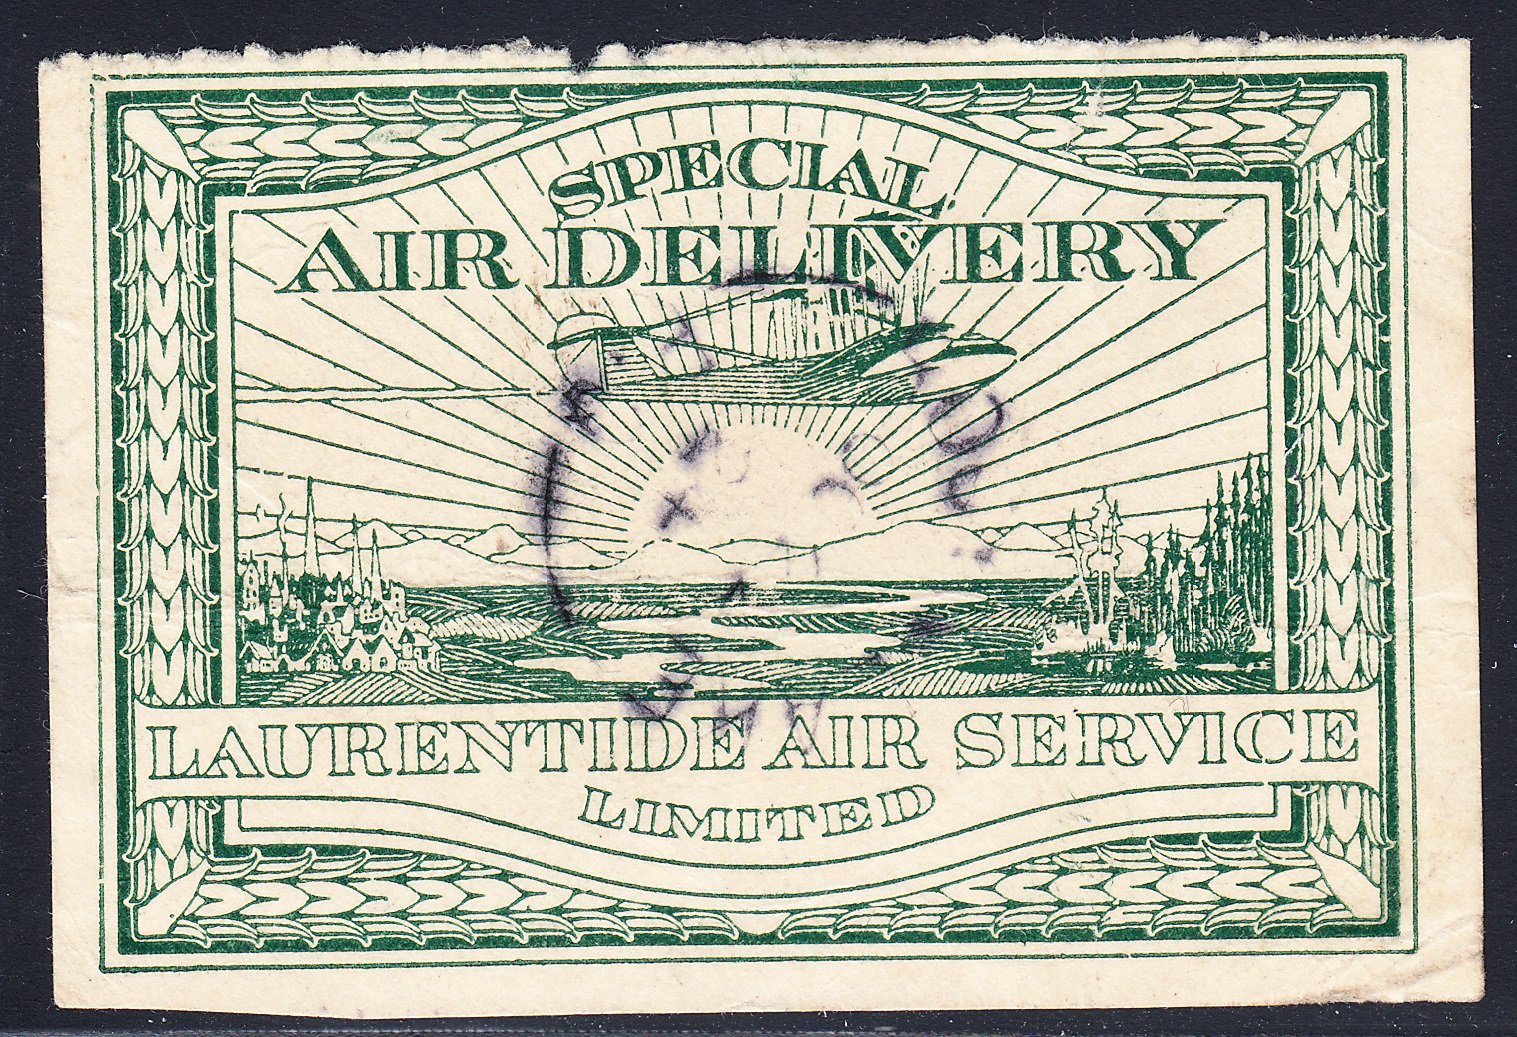 SPECIAL
AIR DELIVERY
LAURENTIDE AIR SERVICE
LIMITED